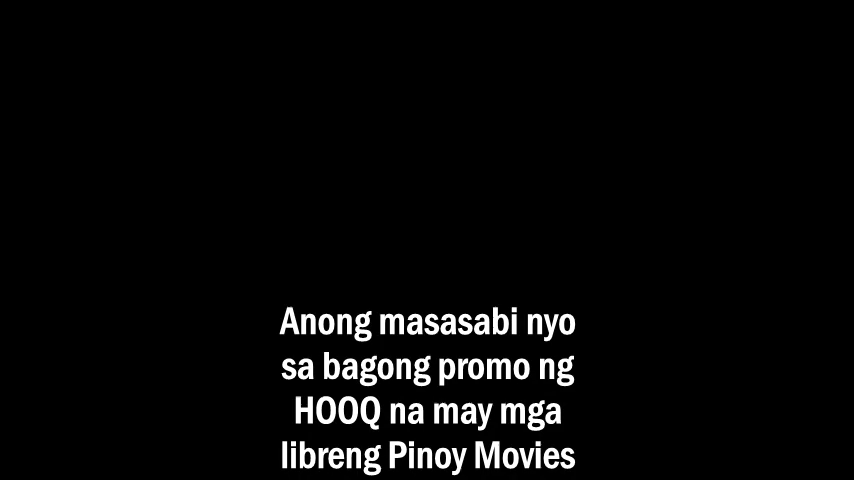 Anong masasabi nyo
sa bagong promo ng
HOOQ na may mga
libreng Pinoy Movies